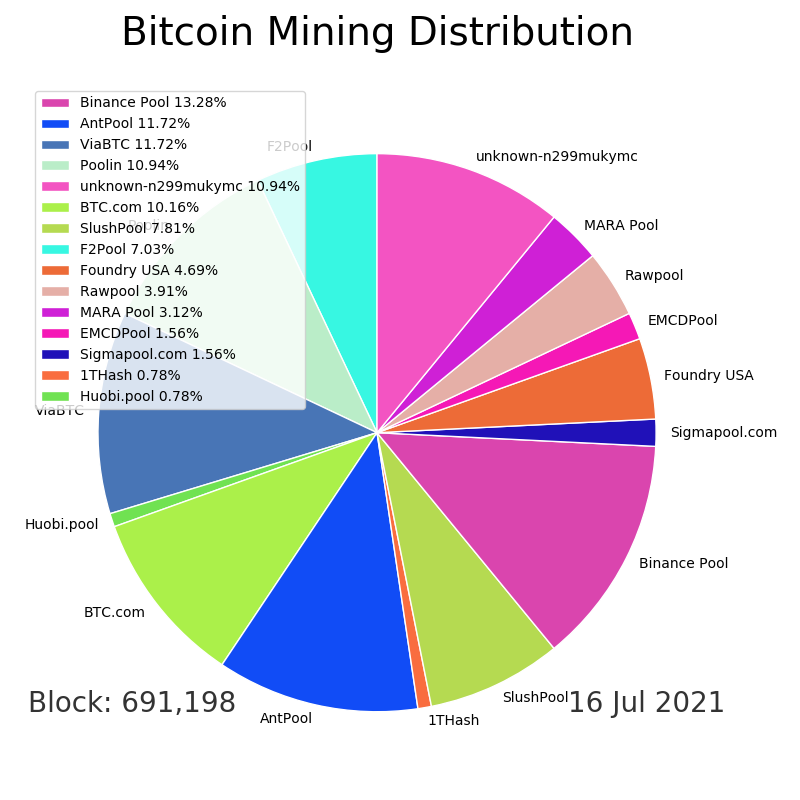 Bitcoin Mining Distribution
Binance Pool 13.28%
AntPool 11.72%
ViaBTC 11.72%
Poolin 10.94%
unknown-n299mukymc 10.94%
BTC.com 10.16%
SlushPool 7.81%
F2Pool 7.03%
Foundry USA 4.69%
Rawpool 3.91%
MARA Pool 3.12%
EMCDPool 1.56%
Sigmapool.com 1.56%
1THash 0.78%
Huobi.pool 0.78%
F2Pool
unknown-n299mukymc
MARA Pool
Rawpool
EMCDPool
Foundry USA
Sigmapool.com
Binance Pool
SlushPool
1THash
AntPool
BTC.com
Huobi.pool
ViaBTC
Poolin
Block: 691,198
16 Jul 2021